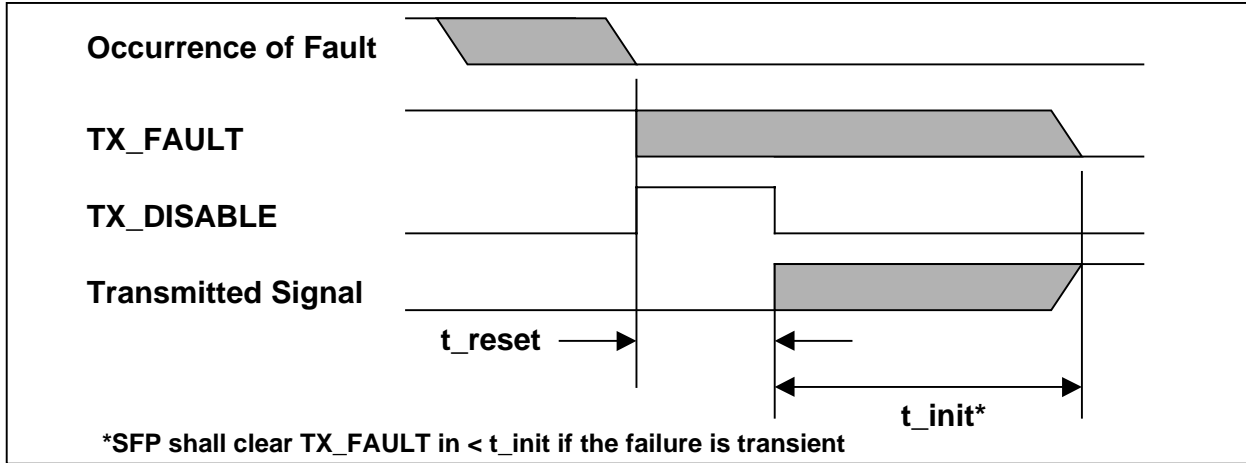 Occurrence of Fault
TX_FAULT
TX_DISABLE
Transmitted Signal
t_reset
t_init*
*SFP shall clear TX_FAULT in < t_init if the failure is transient